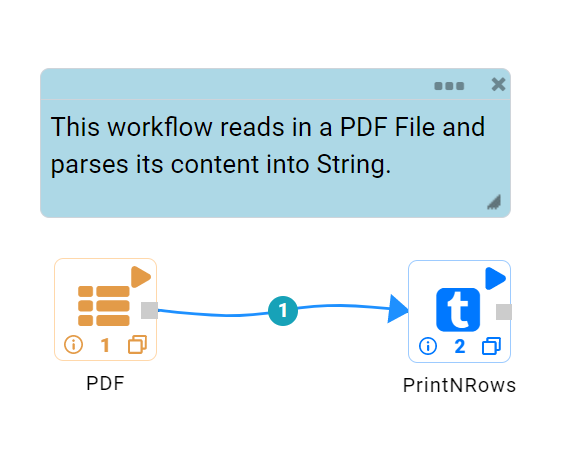 This workflow reads in a PDF File and
parses its content into String.
1
t
1
2
PDF
PrintNRows